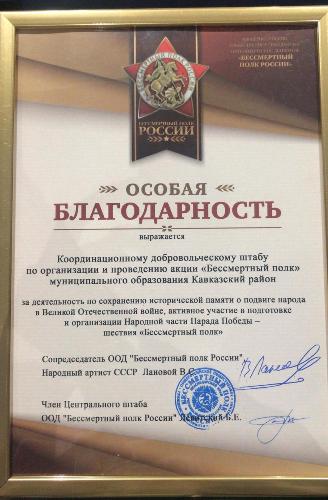 «БЕССМЕРТНЫЙ
ПОЛК РОССИИ»
БЕССМЕРТНЫЙ ПОЛК
РОССИИ
ОСОБАЯ
БЛАГОДАРНОСТЬ
выражается
Координационному добровольческому штабу
по организации и проведению акции «Бессмертный полк»
муниципального образования Кавказский район
за деятельность по сохранению исторической памяти о подвиге народа
в Великой Отечественной войне, активное участие в подготовке
и организации Народной части Парада Победы –
шествия «Бессмертный полк»
Сопредседатель ООД "Бессмертный полк России"
Народный артист СССР Лановой В.С.
Член Центрального штаба
ООД "Бессмертный полк России" Б.Е.